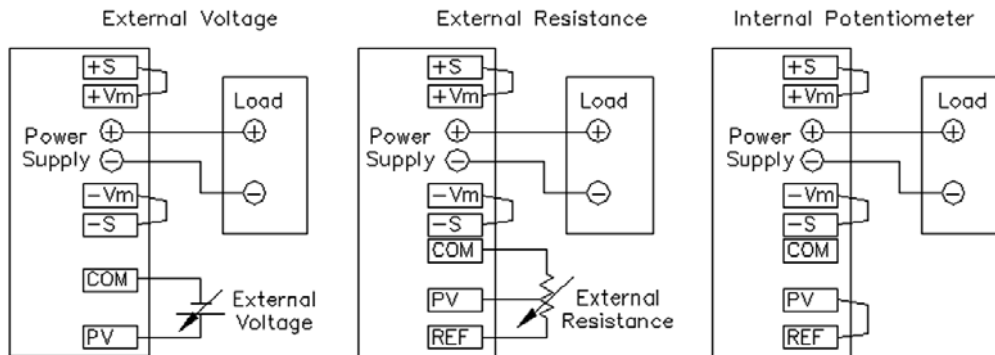 External Voltage
+S
+Vm
Load
Power
Supply
+
−
+
−
−Vm
−S
COM
PV
External
Voltage
External Resistance
+S
+Vm
Load
Power
Supply
+
−
+
−
−Vm
−S
COM
PV
REF
External
Resistance
Internal Potentiometer
+S
+Vm
Load
Power
Supply
+
−
+
−
−Vm
−S
COM
PV
REF